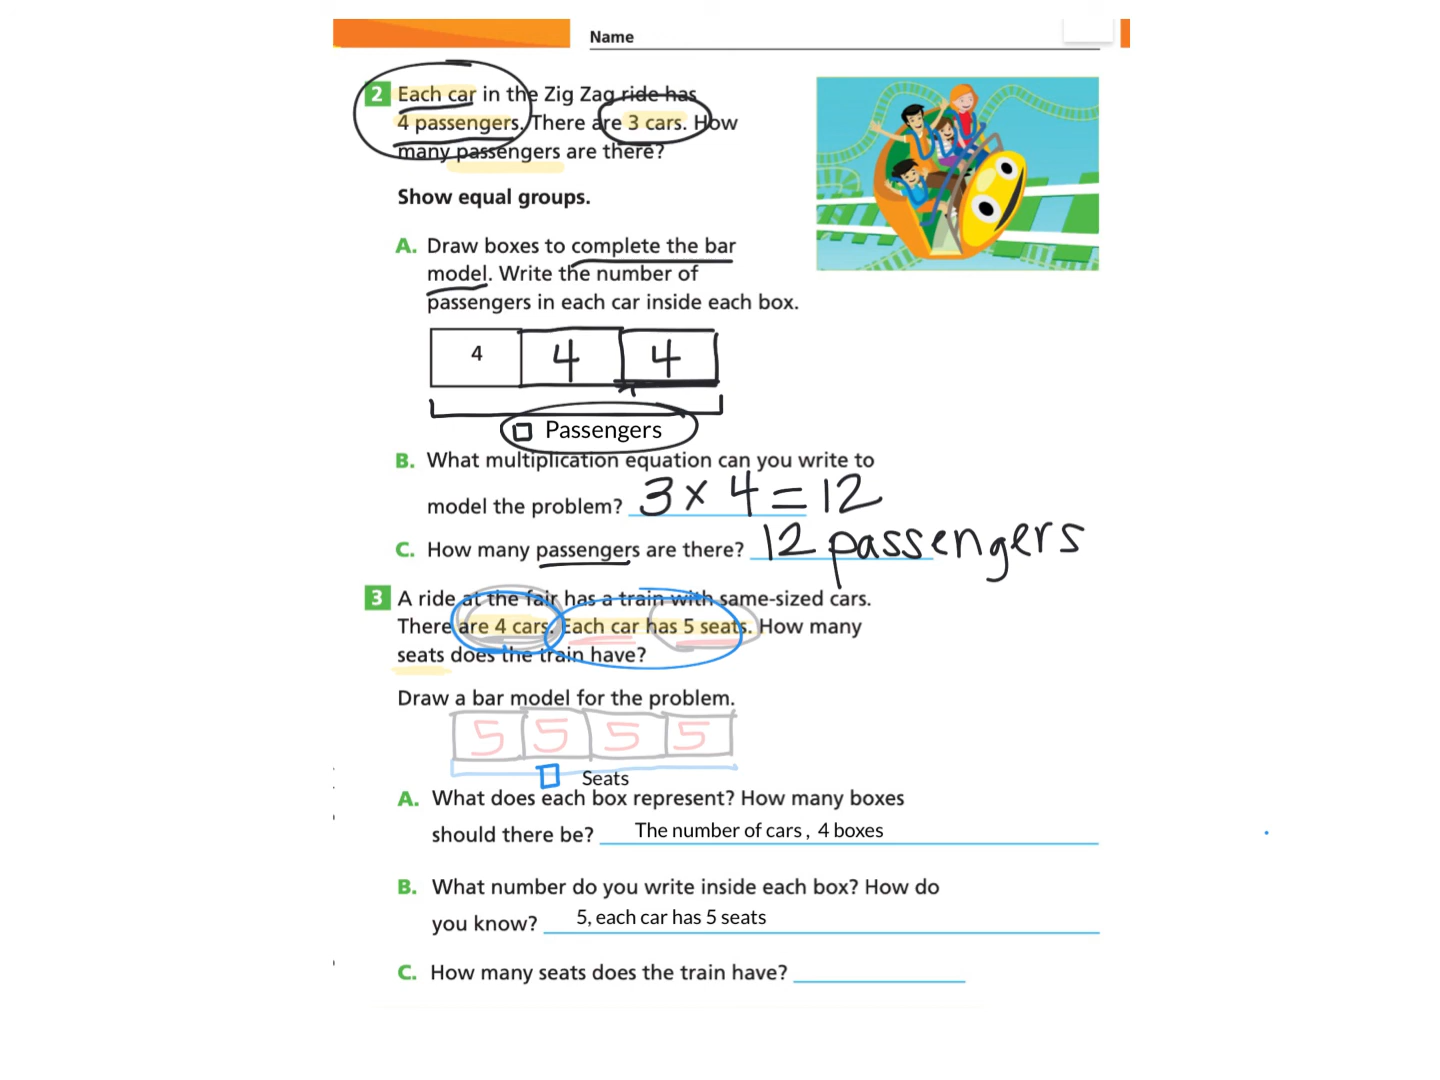 Name
2 Each car in the Zig Zag ride has
4 passengers. There are 3 cars. How
many passengers are there?
Show equal groups.
A. Draw boxes to complete the bar
model. Write the number of
passengers in each car inside each box.
4 4 4
Passengers
B. What multiplication equation can you write to
model the problem? 3 x 4 = 12
C. How many passengers are there? 12 passengers
3 A ride at the fair has a train with same-sized cars.
There are 4 cars. Each car has 5 seats. How many
seats does the train have?
Draw a bar model for the problem.
5 5 5 5
Seats
A. What does each box represent? How many boxes
should there be? The number of cars , 4 boxes
B. What number do you write inside each box? How do
you know? 5, each car has 5 seats
C. How many seats does the train have?